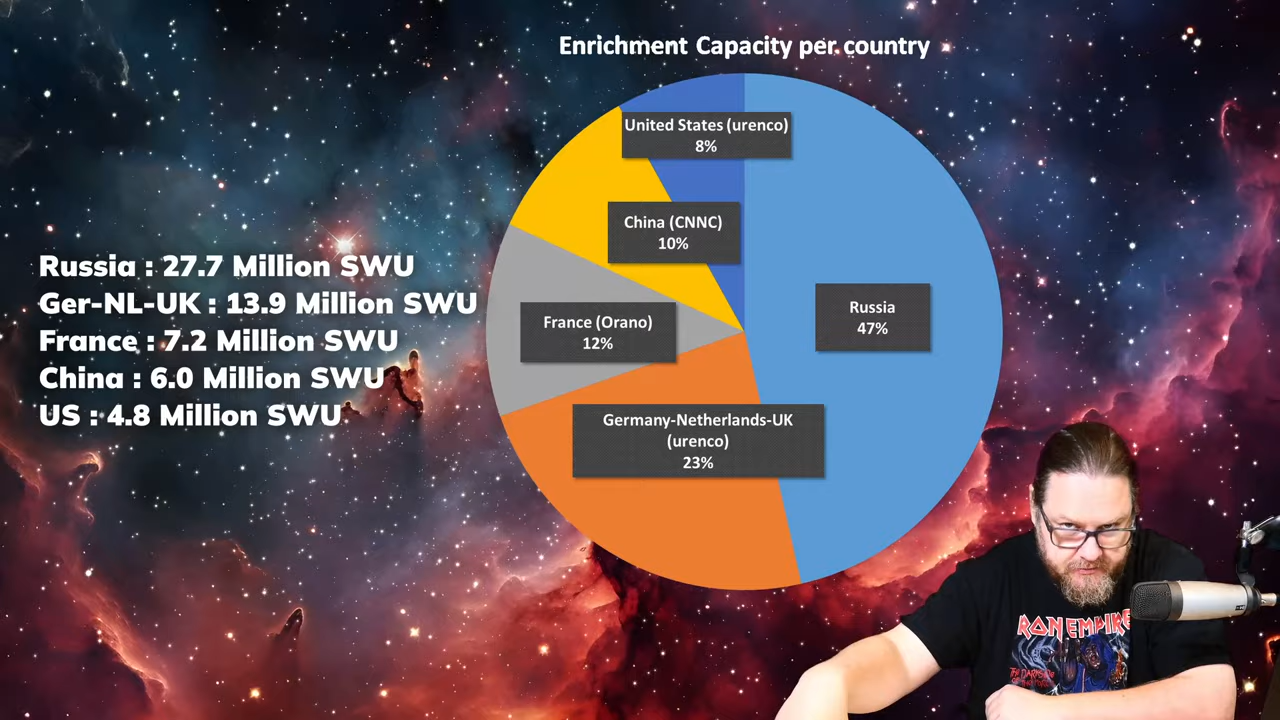 Enrichment Capacity per country
United States (urenco)
8%
China (CNNC)
10%
France (Orano)
12%
Russia
47%
Germany-Netherlands-UK
(urenco)
23%
Russia : 27.7 Million SWU
Ger-NL-UK : 13.9 Million SWU
France : 7.2 Million SWU
China : 6.0 Million SWU
US : 4.8 Million SWU
RON EMPIRE